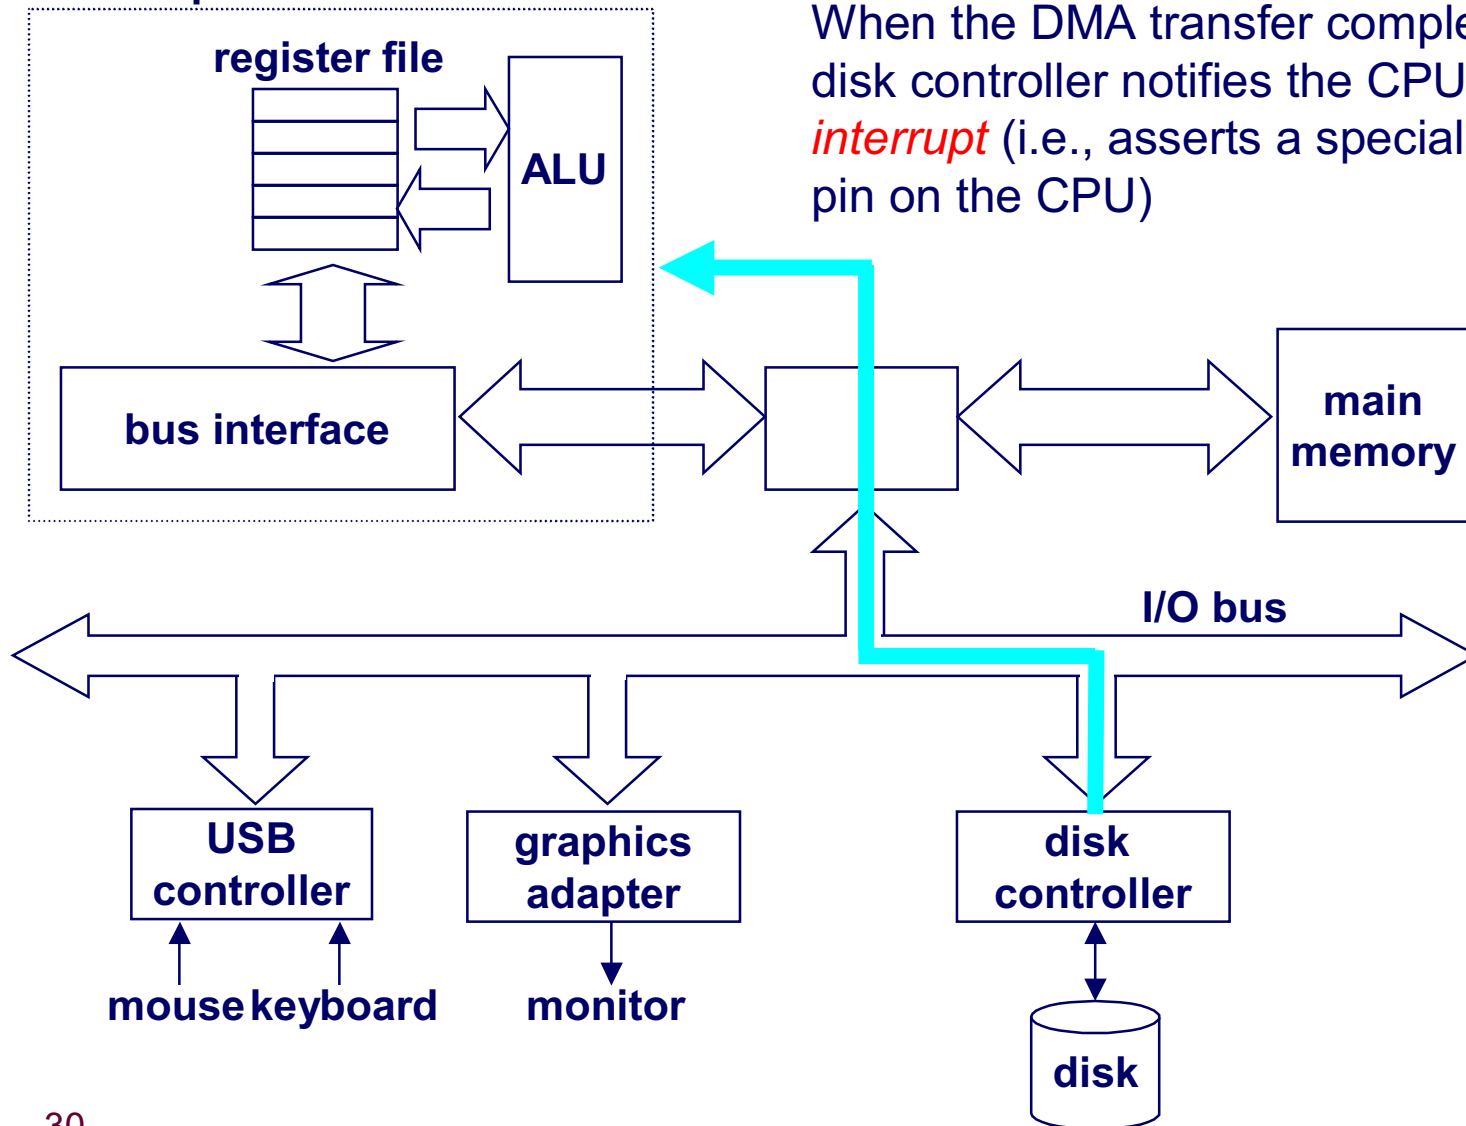 register file
ALU
When the DMA transfer comple
disk controller notifies the CPU
interrupt (i.e., asserts a special
pin on the CPU)
bus interface
main
memory
I/O bus
USB
controller
graphics
adapter
disk
controller
mouse keyboard
monitor
disk
30